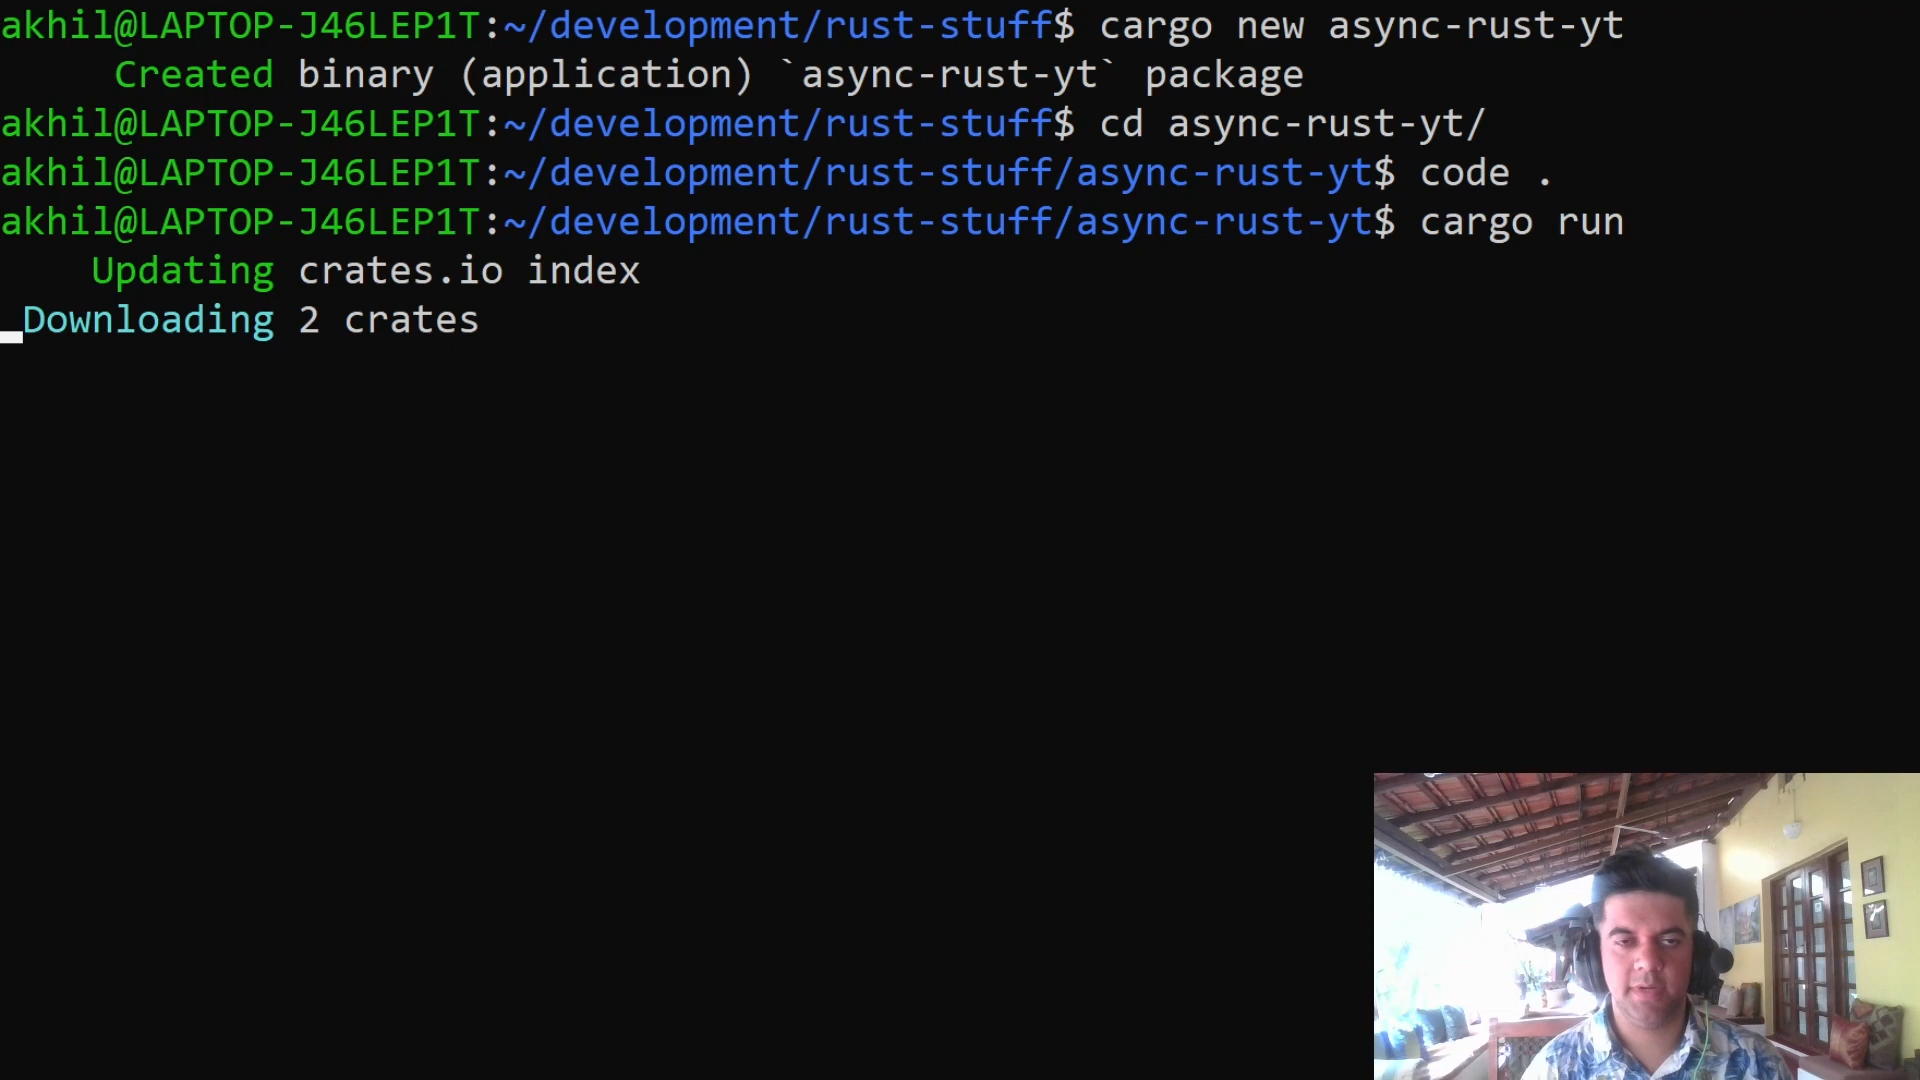 akhil@LAPTOP-J46LEP1T:~/development/rust-stuff$ cargo new async-rust-yt
Created binary (application) `async-rust-yt` package
akhil@LAPTOP-J46LEP1T:~/development/rust-stuff$ cd async-rust-yt/
akhil@LAPTOP-J46LEP1T:~/development/rust-stuff/async-rust-yt$ code .
akhil@LAPTOP-J46LEP1T:~/development/rust-stuff/async-rust-yt$ cargo run
Updating crates.io index
Downloading 2 crates